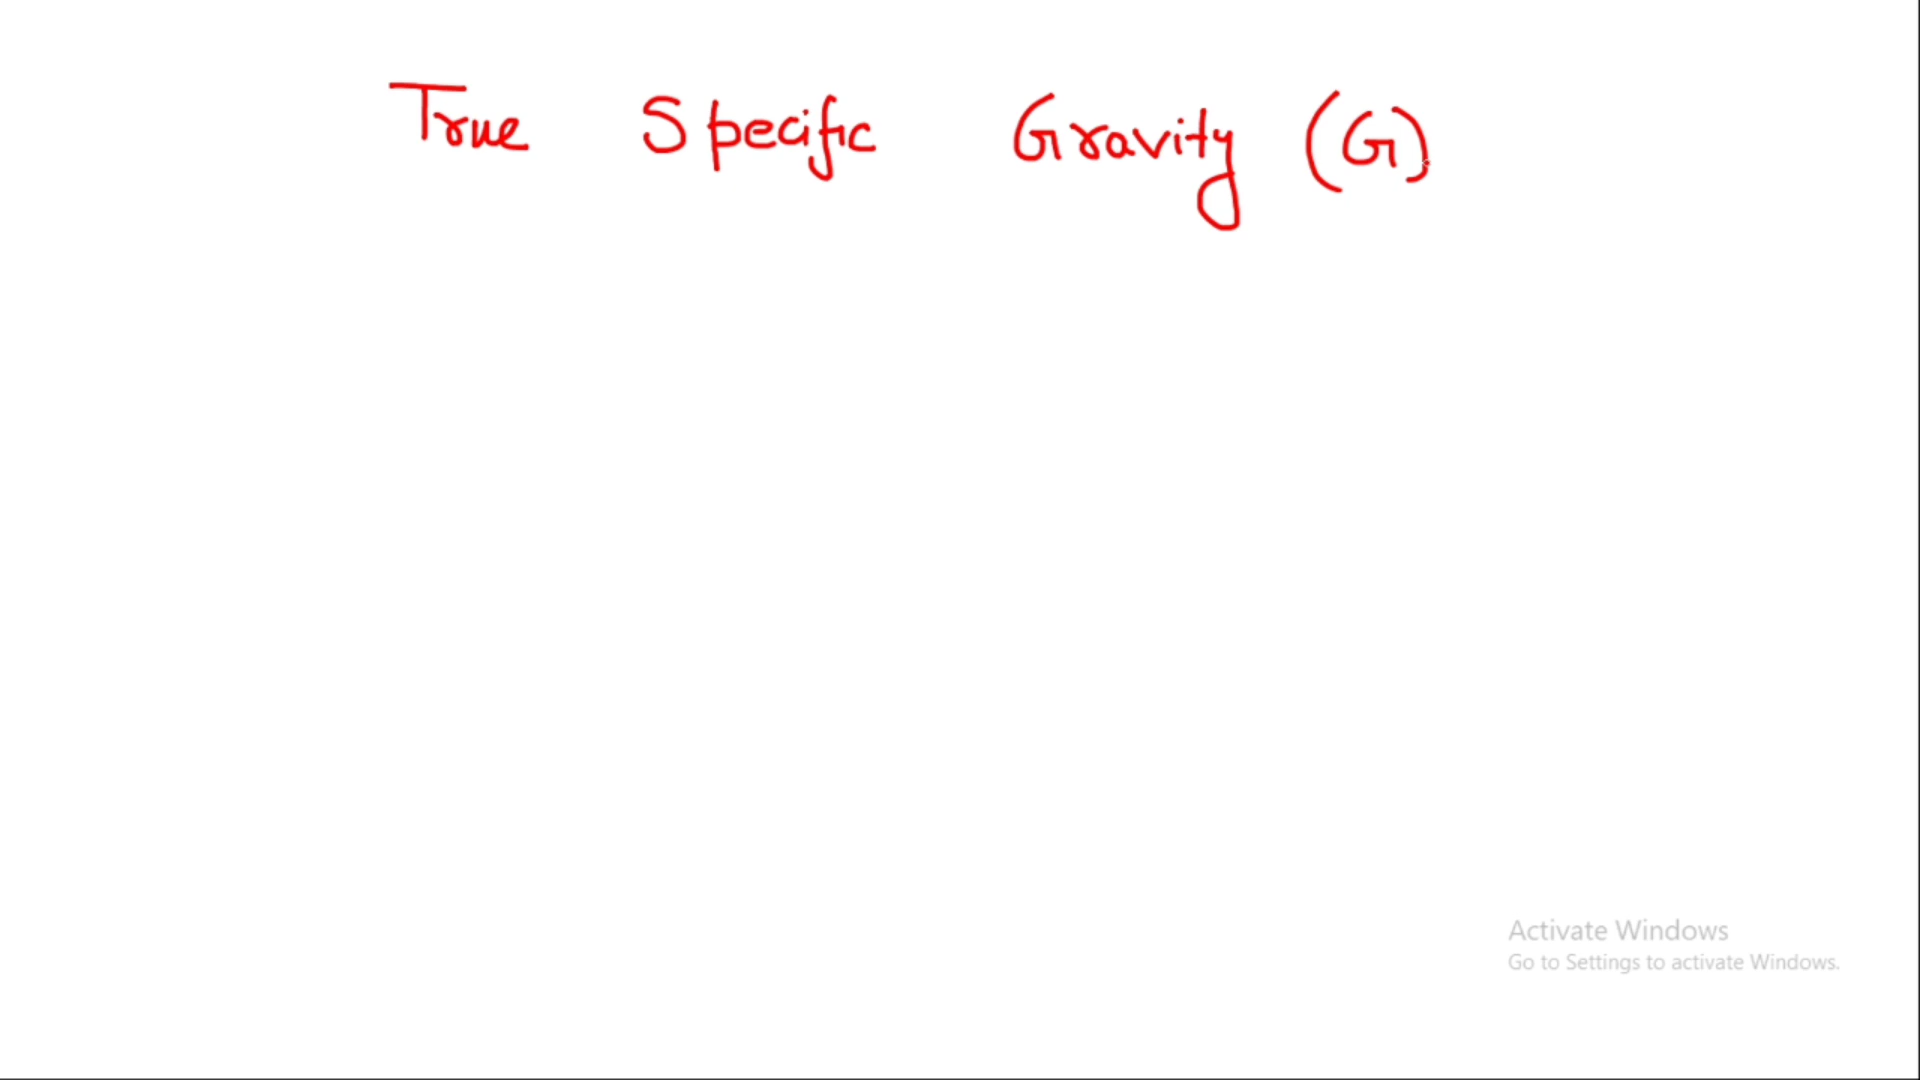 True Specific Gravity (G)
Activate Windows
Go to Settings to activate Windows.